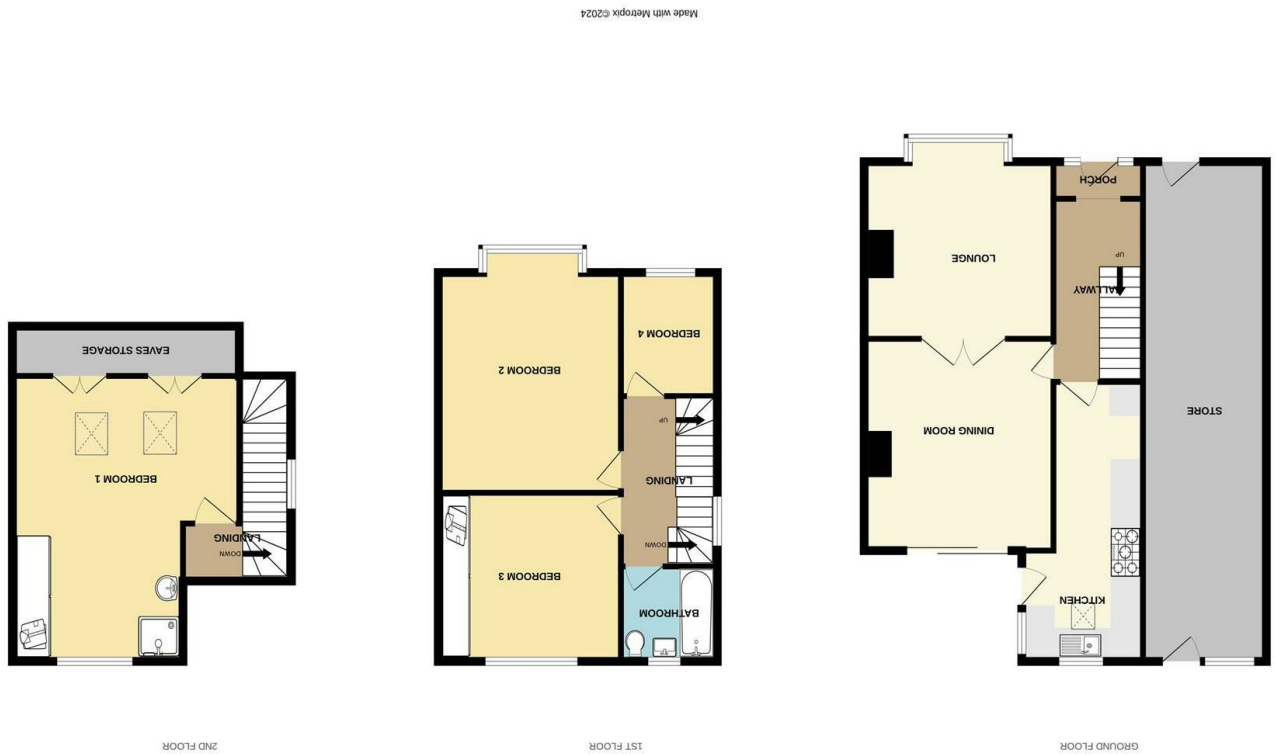 GROUND FLOOR
1ST FLOOR
2ND FLOOR
KITCHEN
STORE
DINING ROOM
HALLWAY
UP
LOUNGE
PORCH
BATHROOM
BEDROOM 3
DOWN
LANDING
UP
BEDROOM 2
BEDROOM 4
DOWN
LANDING
BEDROOM 1
EAVES STORAGE
Made with Metropix ©2024